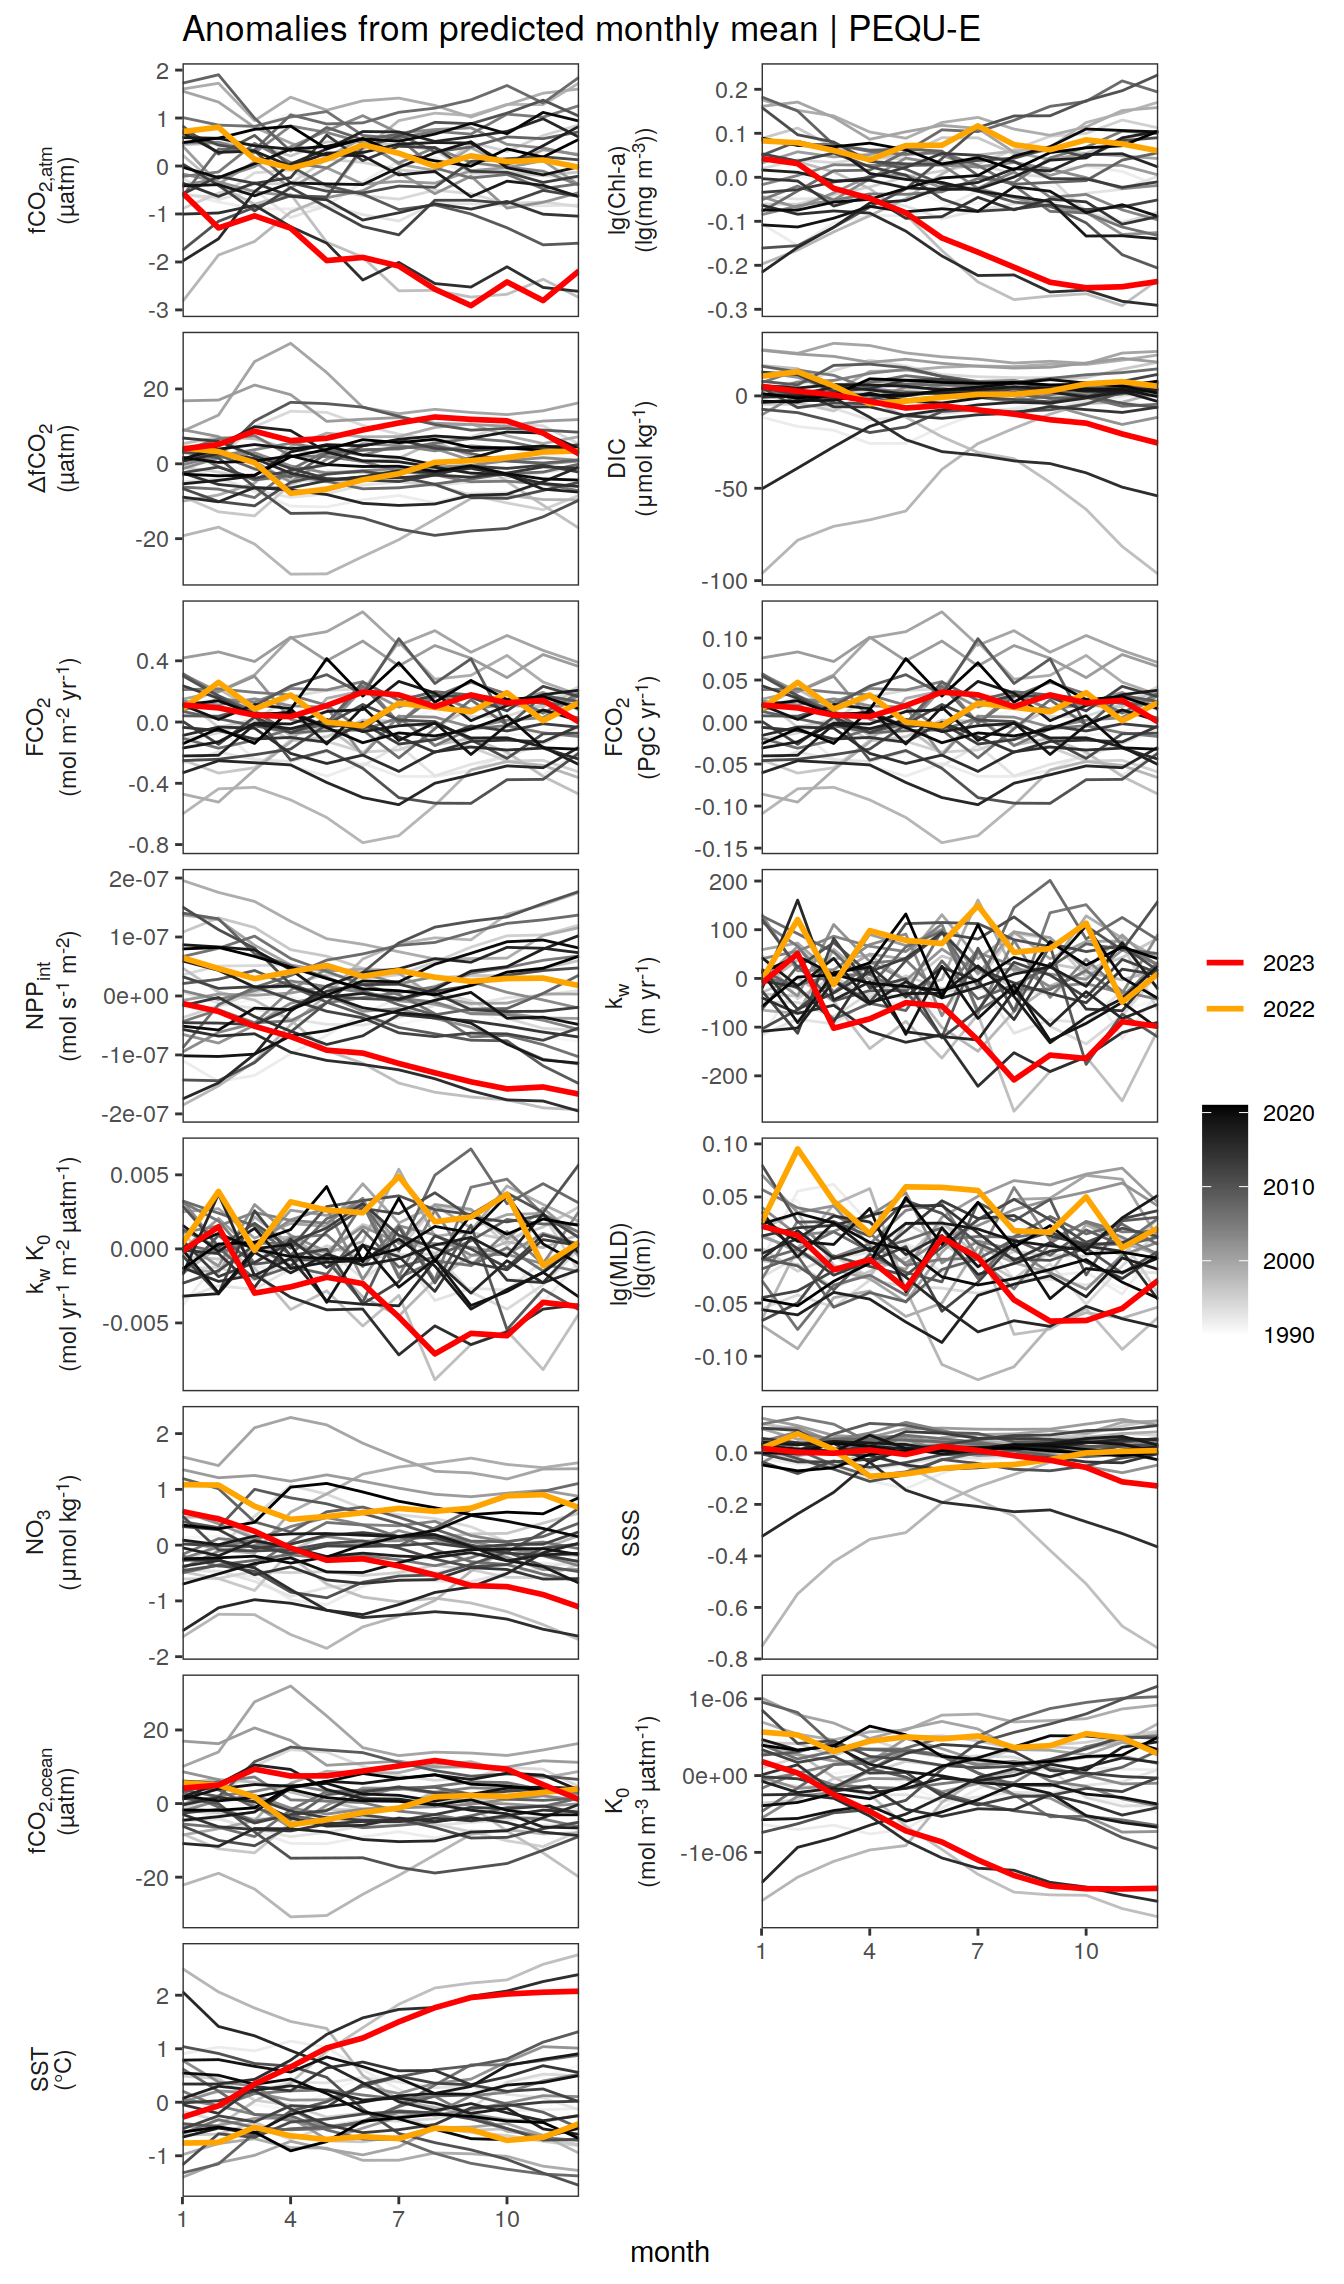 Anomalies from predicted monthly mean | PEQU-E
fCO2,atm
(µatm)
2
1
0
-1
-2
-3
lg(Chl-a)
(lg(mg m-3))
0.2
0.1
0.0
-0.1
-0.2
-0.3
ΔfCO2
(µatm)
20
0
-20
DIC
(µmol kg-1)
0
-50
-100
FCO2
(mol m-2 yr-1)
0.4
0.0
-0.4
-0.8
FCO2
(PgC yr-1)
0.10
0.05
0.00
-0.05
-0.10
-0.15
NPPint
(mol s-1 m-2)
2e-07
1e-07
0e+00
-1e-07
-2e-07
kw
(m yr-1)
200
100
0
-100
-200
kw K0
(mol yr-1 m-2 µatm-1)
0.005
0.000
-0.005
lg(MLD)
(lg(m))
0.10
0.05
0.00
-0.05
-0.10
NO3
(µmol kg-1)
2
1
0
-1
-2
SSS
0.0
-0.2
-0.4
-0.6
-0.8
fCO2,ocean
(µatm)
20
0
-20
K0
(mol m-3 µatm-1)
1e-06
0e+00
-1e-06
1 4 7 10
SST
(°C)
2
1
0
-1
1 4 7 10
month
2023
2022
2020
2010
2000
1990